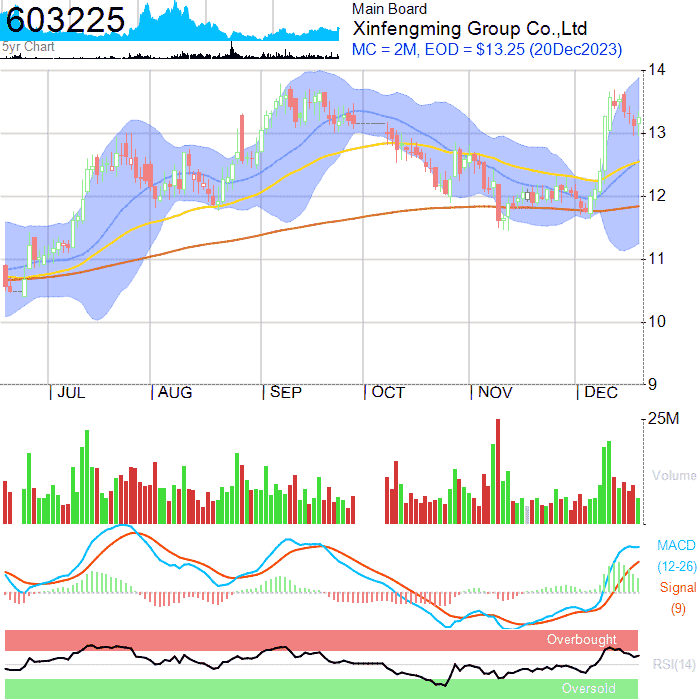 603225
5yr Chart
Main Board
Xinfengming Group Co.,Ltd
MC = 2M, EOD = $13.25 (20Dec2023)
14
13
12
11
10
9
JUL
AUG
SEP
OCT
NOV
DEC
25M
Volume
MACD
(12-26)
Signal
(9)
Overbought
RSI(14)
Oversold